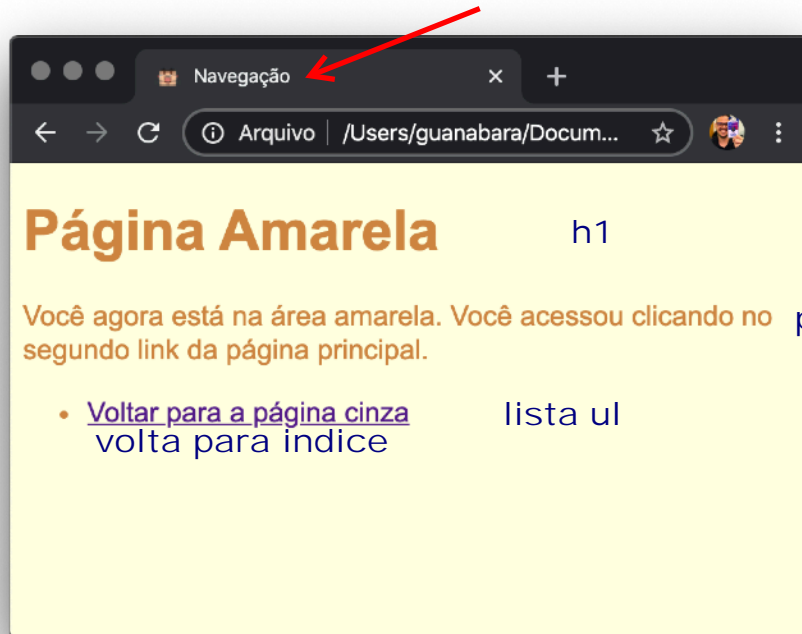 Navegação
Arquivo /Users/guanabara/Docum...
Página Amarela h1
Você agora está na área amarela. Você acessou clicando no p
segundo link da página principal.
Voltar para a página cinza lista ul
volta para indice